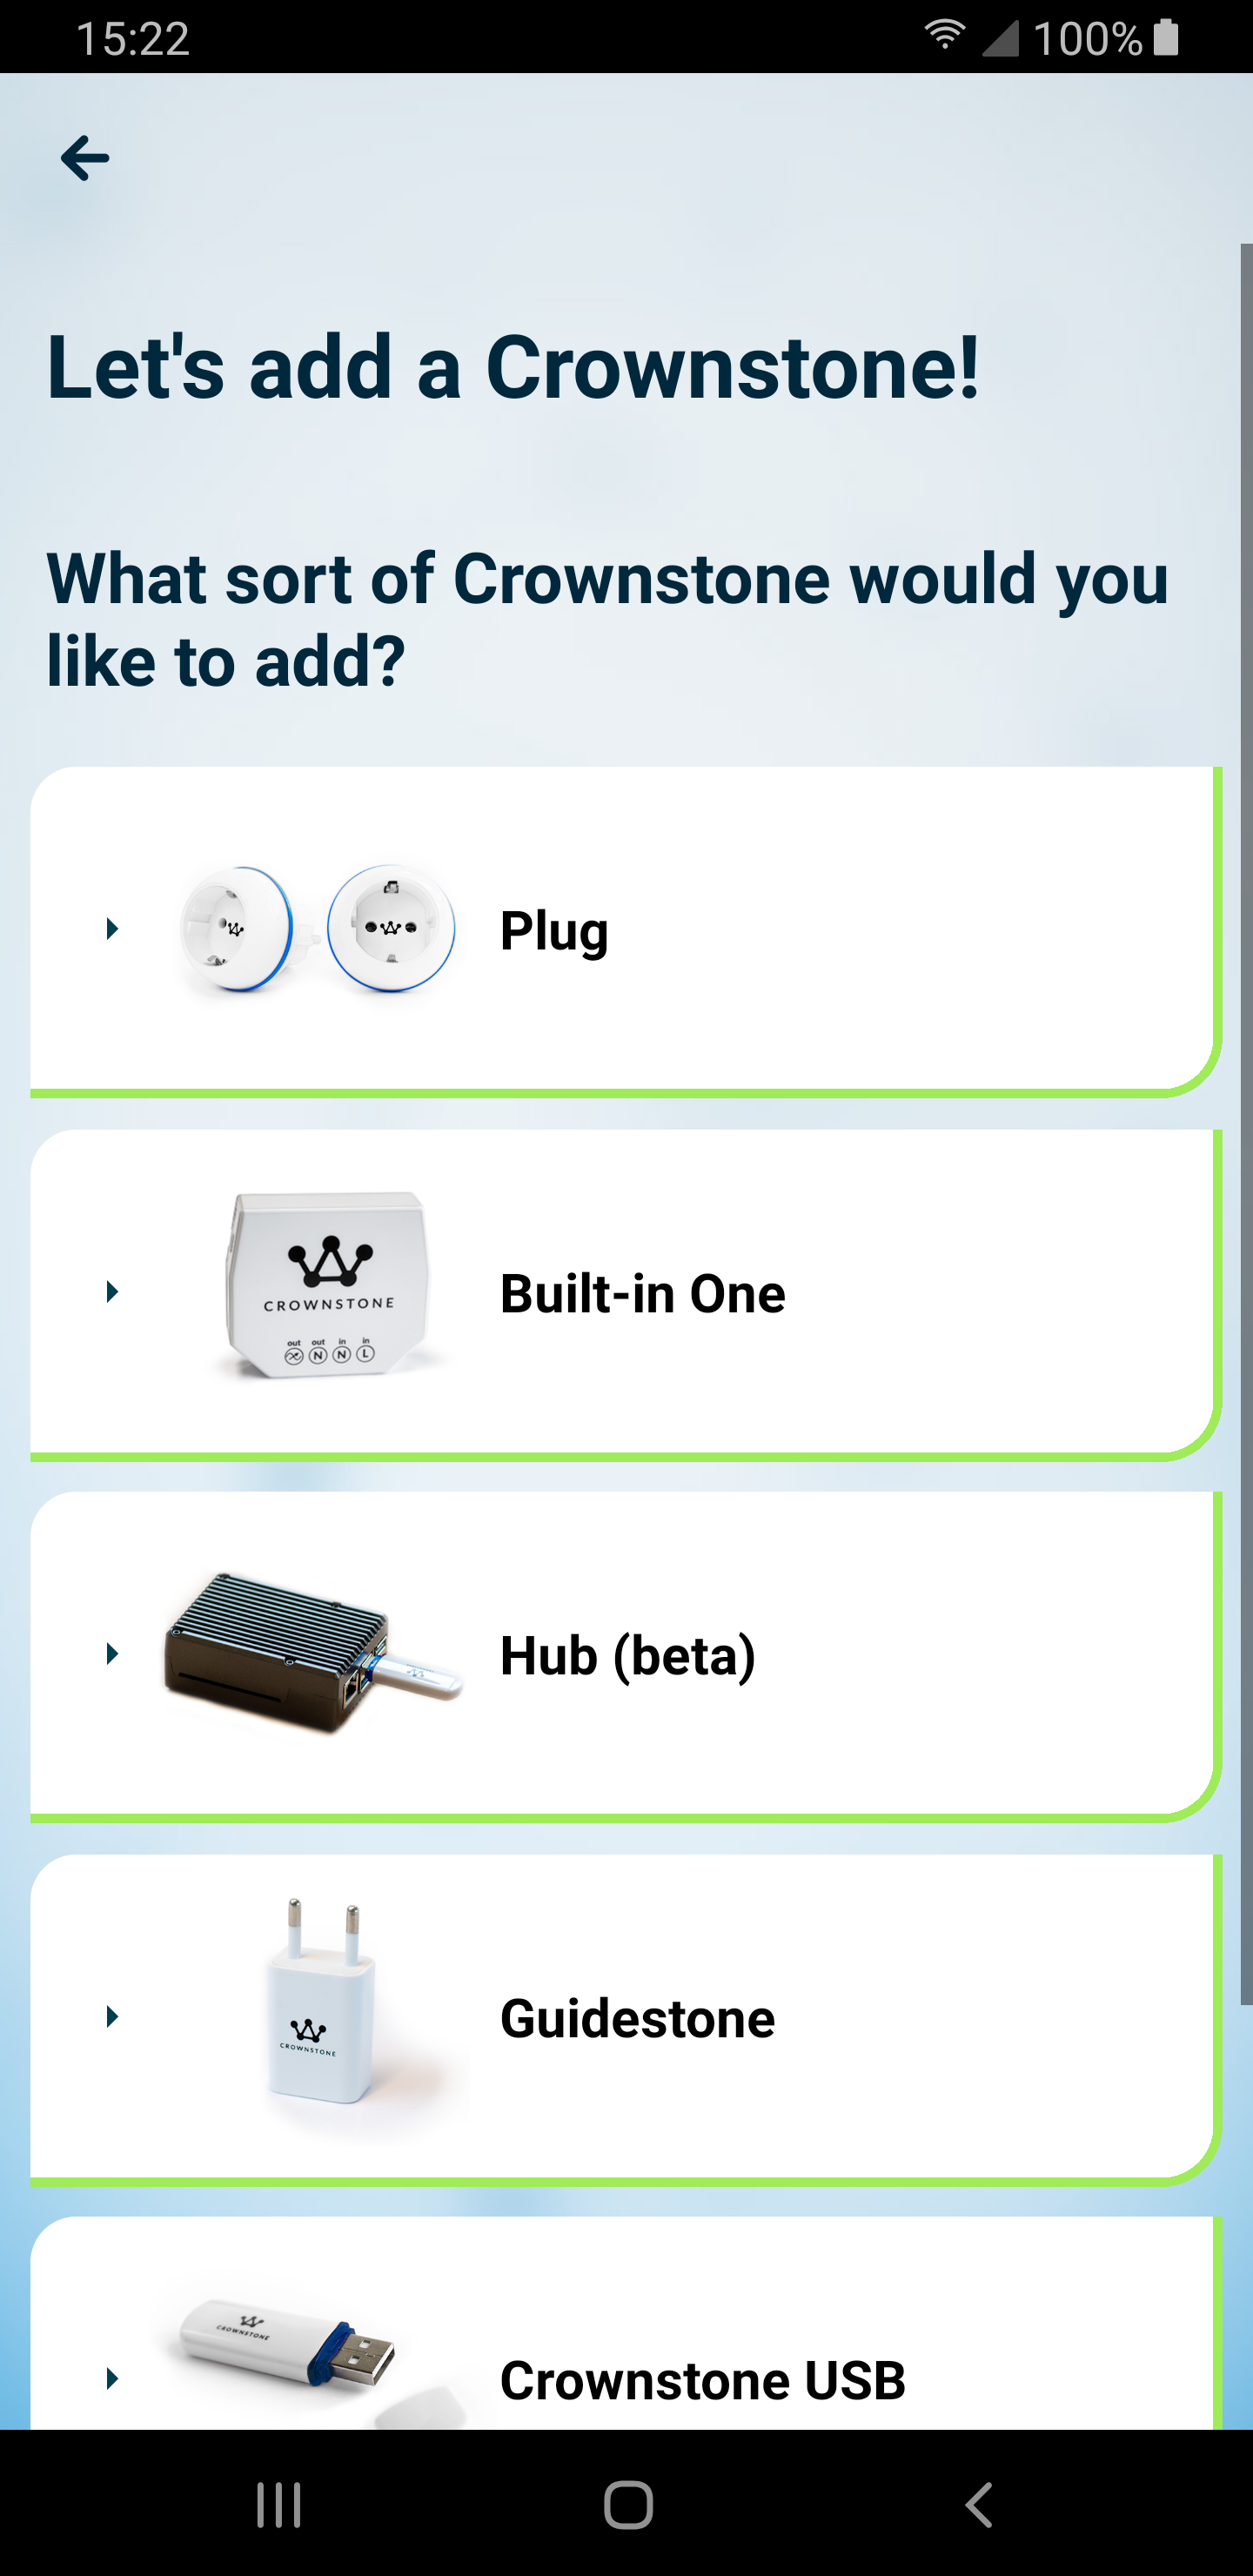 15:22 100%
Let's add a Crownstone!
What sort of Crownstone would you
like to add?
Plug
CROWNSTONE
out out in in
N N L
Built-in One
Hub (beta)
CROWNSTONE
Guidestone
CROWNSTONE
Crownstone USB